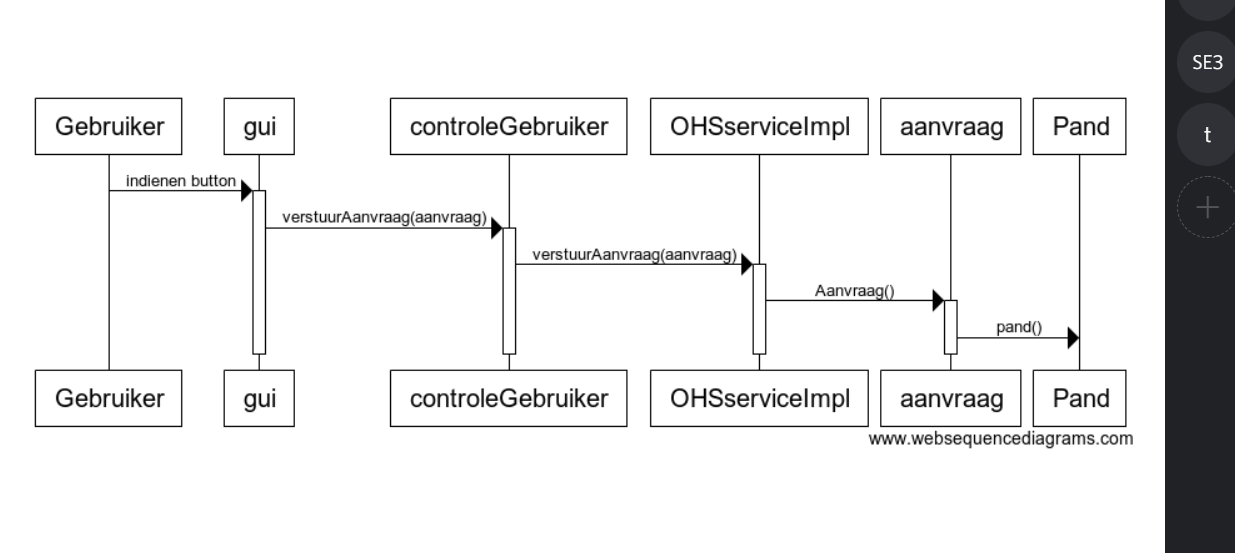 SE3
Gebruiker
gui
controleGebruiker
OHSserviceImpl
aanvraag
Pand
t
indienen button
verstuurAanvraag(aanvraag)
verstuurAanvraag(aanvraag)
Aanvraag()
pand()
Gebruiker
gui
controleGebruiker
OHSserviceImpl
aanvraag
Pand
www.websequencediagrams.com